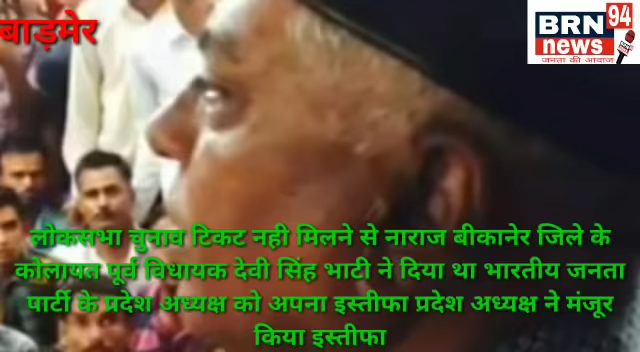 बाड़मेर
BRN 94
news
जनता की आवाज
लोकसभा चुनाव टिकट नही मिलने से नाराज बीकानेर जिले के
कोलायत पूर्व विधायक देवी सिंह भाटी ने दिया था भारतीय जनता
पार्टी के प्रदेश अध्यक्ष को अपना इस्तीफा प्रदेश अध्यक्ष ने मंजूर
किया इस्तीफा